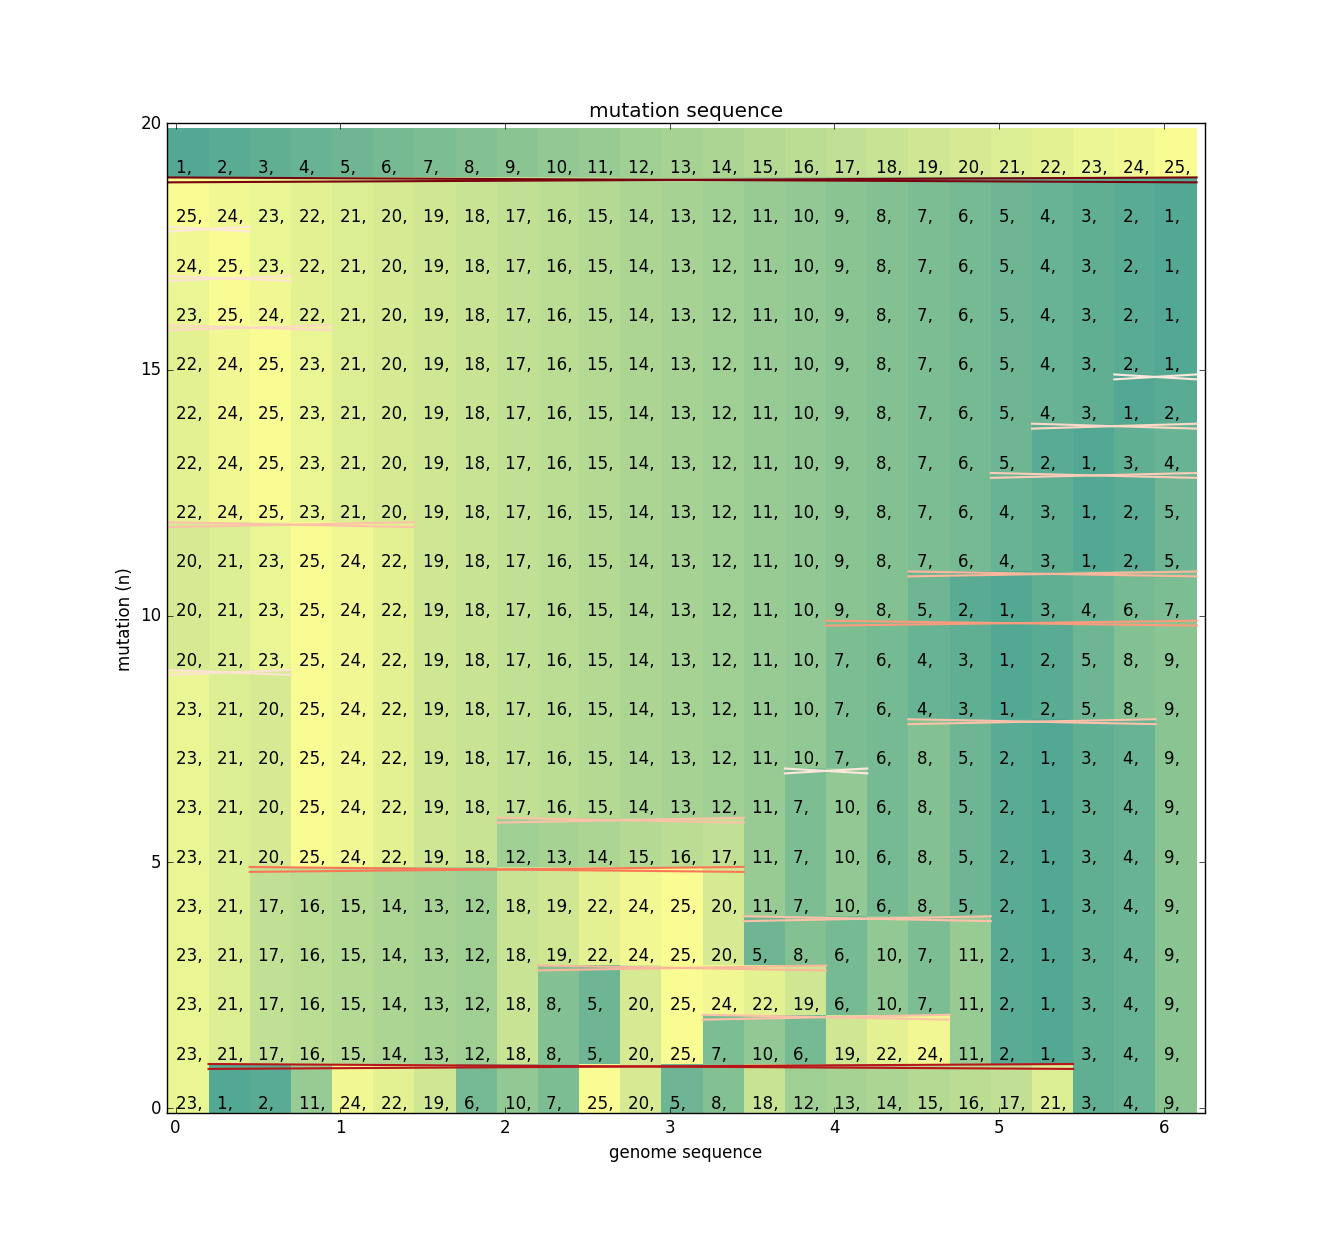 mutation sequence
20
1, 2, 3, 4, 5, 6, 7, 8, 9, 10, 11, 12, 13, 14, 15, 16, 17, 18, 19, 20, 21, 22, 23, 24, 25,
25, 24, 23, 22, 21, 20, 19, 18, 17, 16, 15, 14, 13, 12, 11, 10, 9, 8, 7, 6, 5, 4, 3, 2, 1,
24, 25, 23, 22, 21, 20, 19, 18, 17, 16, 15, 14, 13, 12, 11, 10, 9, 8, 7, 6, 5, 4, 3, 2, 1,
23, 25, 24, 22, 21, 20, 19, 18, 17, 16, 15, 14, 13, 12, 11, 10, 9, 8, 7, 6, 5, 4, 3, 2, 1,
15 22, 24, 25, 23, 21, 20, 19, 18, 17, 16, 15, 14, 13, 12, 11, 10, 9, 8, 7, 6, 5, 4, 3, 2, 1,
22, 24, 25, 23, 21, 20, 19, 18, 17, 16, 15, 14, 13, 12, 11, 10, 9, 8, 7, 6, 5, 4, 3, 1, 2,
22, 24, 25, 23, 21, 20, 19, 18, 17, 16, 15, 14, 13, 12, 11, 10, 9, 8, 7, 6, 5, 2, 1, 3, 4,
22, 24, 25, 23, 21, 20, 19, 18, 17, 16, 15, 14, 13, 12, 11, 10, 9, 8, 7, 6, 4, 3, 1, 2, 5,
20, 21, 23, 25, 24, 22, 19, 18, 17, 16, 15, 14, 13, 12, 11, 10, 9, 8, 7, 6, 4, 3, 1, 2, 5,
mutation (n)
10 20, 21, 23, 25, 24, 22, 19, 18, 17, 16, 15, 14, 13, 12, 11, 10, 9, 8, 5, 2, 1, 3, 4, 6, 7,
20, 21, 23, 25, 24, 22, 19, 18, 17, 16, 15, 14, 13, 12, 11, 10, 7, 6, 4, 3, 1, 2, 5, 8, 9,
23, 21, 20, 25, 24, 22, 19, 18, 17, 16, 15, 14, 13, 12, 11, 10, 7, 6, 4, 3, 1, 2, 5, 8, 9,
23, 21, 20, 25, 24, 22, 19, 18, 17, 16, 15, 14, 13, 12, 11, 10, 7, 6, 8, 5, 2, 1, 3, 4, 9,
23, 21, 20, 25, 24, 22, 19, 18, 17, 16, 15, 14, 13, 12, 11, 7, 10, 6, 8, 5, 2, 1, 3, 4, 9,
5 23, 21, 20, 25, 24, 22, 19, 18, 12, 13, 14, 15, 16, 17, 11, 7, 10, 6, 8, 5, 2, 1, 3, 4, 9,
23, 21, 17, 16, 15, 14, 13, 12, 18, 19, 22, 24, 25, 20, 11, 7, 10, 6, 8, 5, 2, 1, 3, 4, 9,
23, 21, 17, 16, 15, 14, 13, 12, 18, 19, 22, 24, 25, 20, 5, 8, 6, 10, 7, 11, 2, 1, 3, 4, 9,
23, 21, 17, 16, 15, 14, 13, 12, 18, 8, 5, 20, 25, 24, 22, 19, 6, 10, 7, 11, 2, 1, 3, 4, 9,
23, 21, 17, 16, 15, 14, 13, 12, 18, 8, 5, 20, 25, 7, 10, 6, 19, 22, 24, 11, 2, 1, 3, 4, 9,
0 23, 1, 2, 11, 24, 22, 19, 6, 10, 7, 25, 20, 5, 8, 18, 12, 13, 14, 15, 16, 17, 21, 3, 4, 9,
0 1 2 3 4 5 6
genome sequence